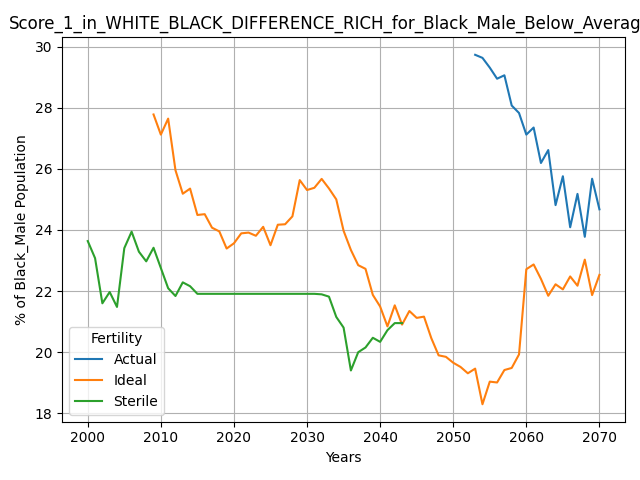 Score_1_in_WHITE_BLACK_DIFFERENCE_RICH_for_Black_Male_Below_Averag
% of Black_Male Population
30
28
26
24
22
20
18
Fertility
Actual
Ideal
Sterile
2000 2010 2020 2030 2040 2050 2060 2070
Years